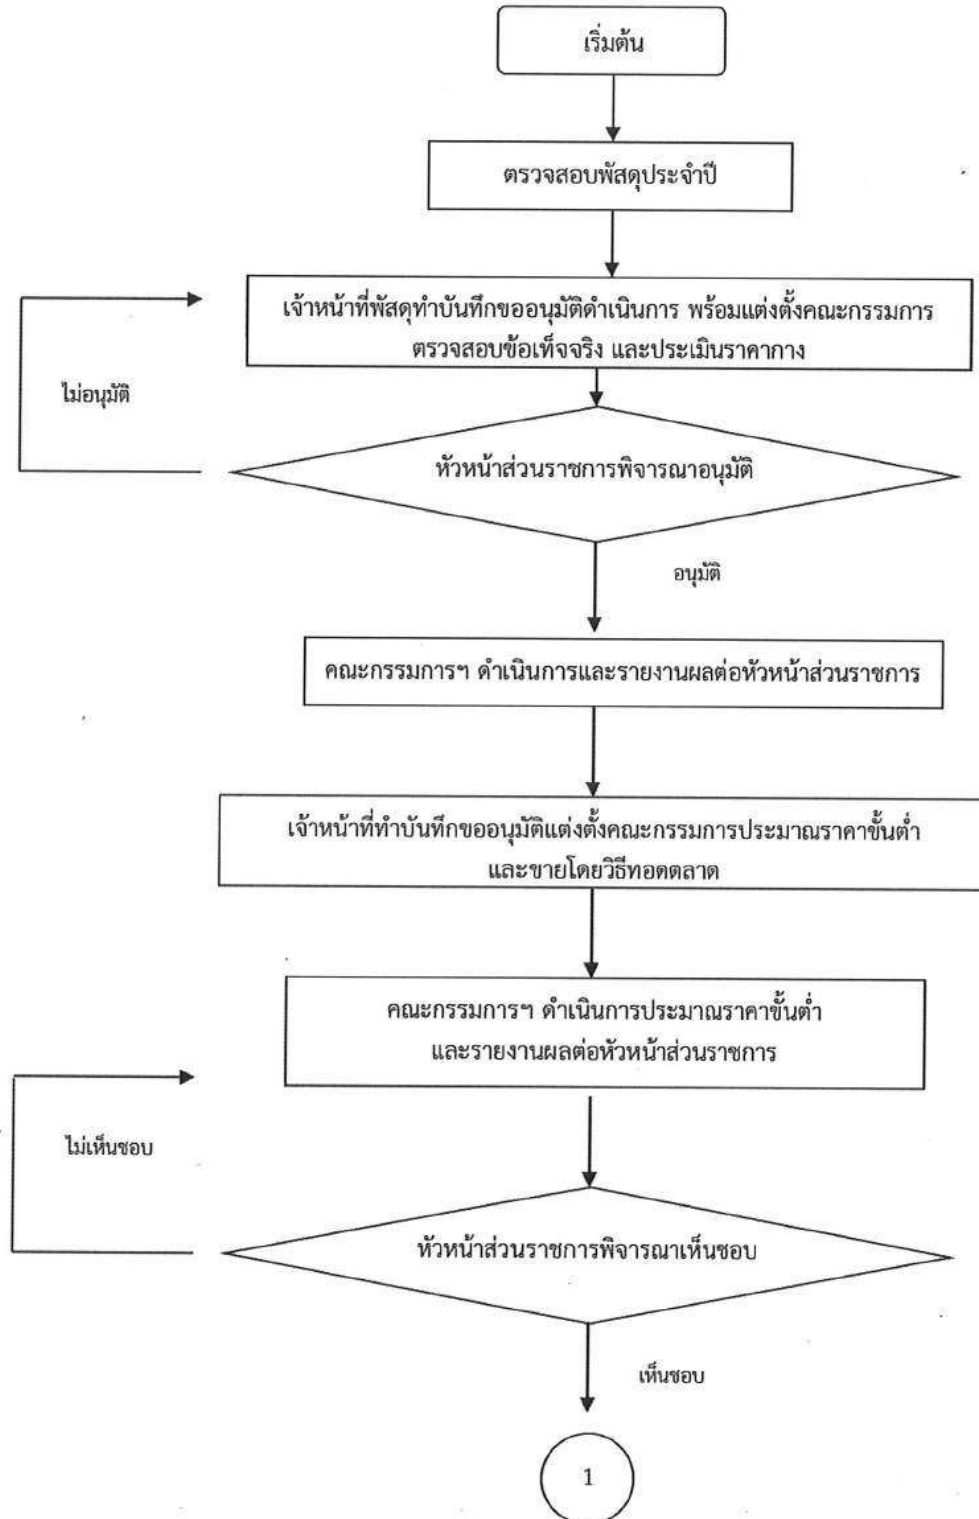 เริ่มต้น
ตรวจสอบพัสดุประจำปี
เจ้าหน้าที่พัสดุทำบันทึกขออนุมัติดำเนินการ พร้อมแต่งตั้งคณะกรรมการ
ตรวจสอบข้อเท็จจริง และประเมินราคากาง
ไม่อนุมัติ
หัวหน้าส่วนราชการพิจารณาอนุมัติ
อนุมัติ
คณะกรรมการฯ ดำเนินการและรายงานผลต่อหัวหน้าส่วนราชการ
เจ้าหน้าที่ทำบันทึกขออนุมัติแต่งตั้งคณะกรรมการประมาณราคาขั้นต่ำ
และขายโดยวิธีทอดตลาด
คณะกรรมการฯ ดำเนินการประมาณราคาขั้นต่ำ
และรายงานผลต่อหัวหน้าส่วนราชการ
ไม่เห็นชอบ
หัวหน้าส่วนราชการพิจารณาเห็นชอบ
เห็นชอบ
1